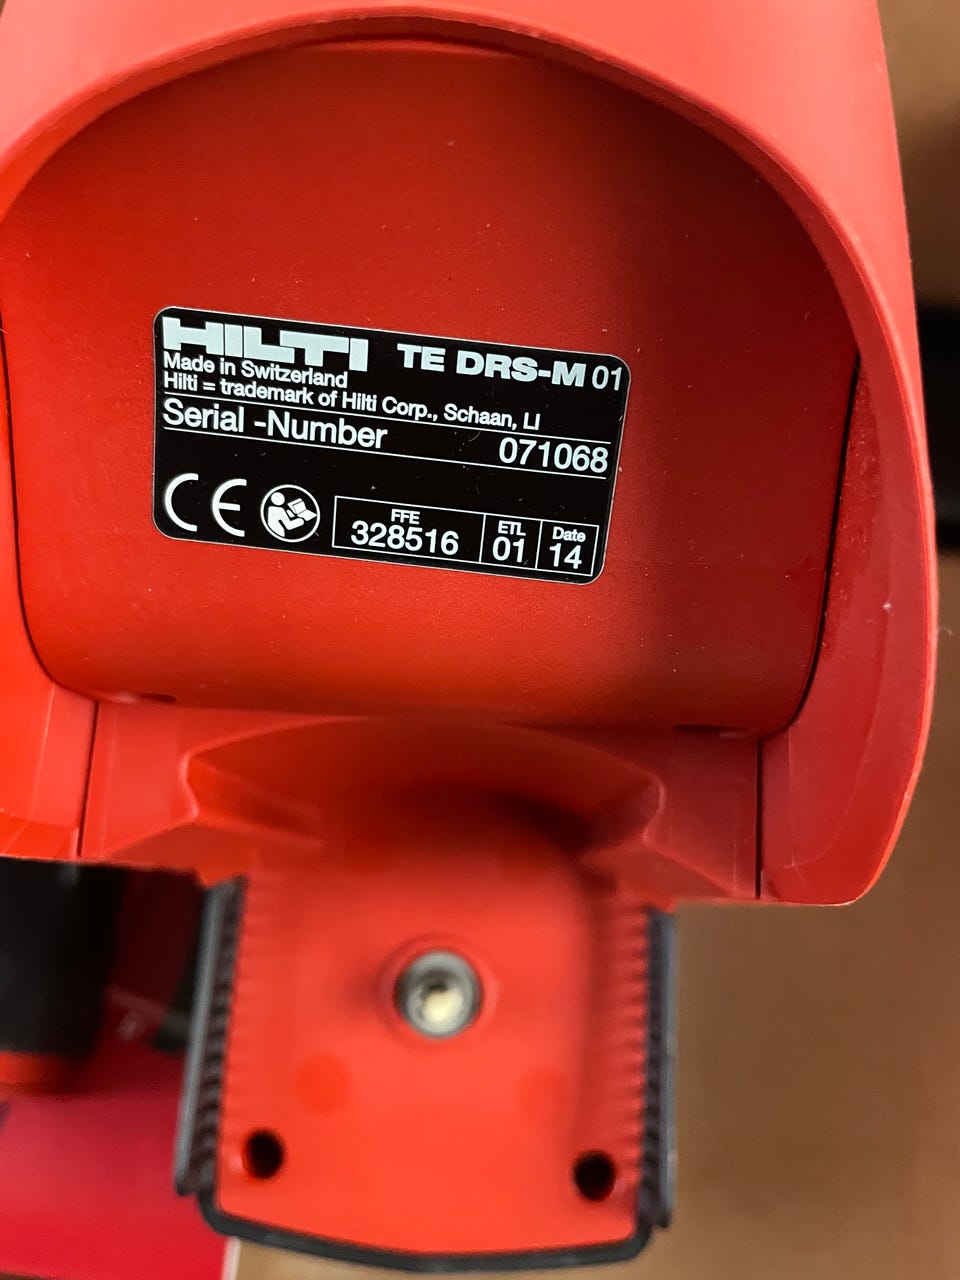 HILTI TE DRS-M 01
Made in Switzerland
Hilti = trademark of Hilti Corp., Schaan, LI
Serial -Number 071068
CE FFE ETL Date
328516 01 14